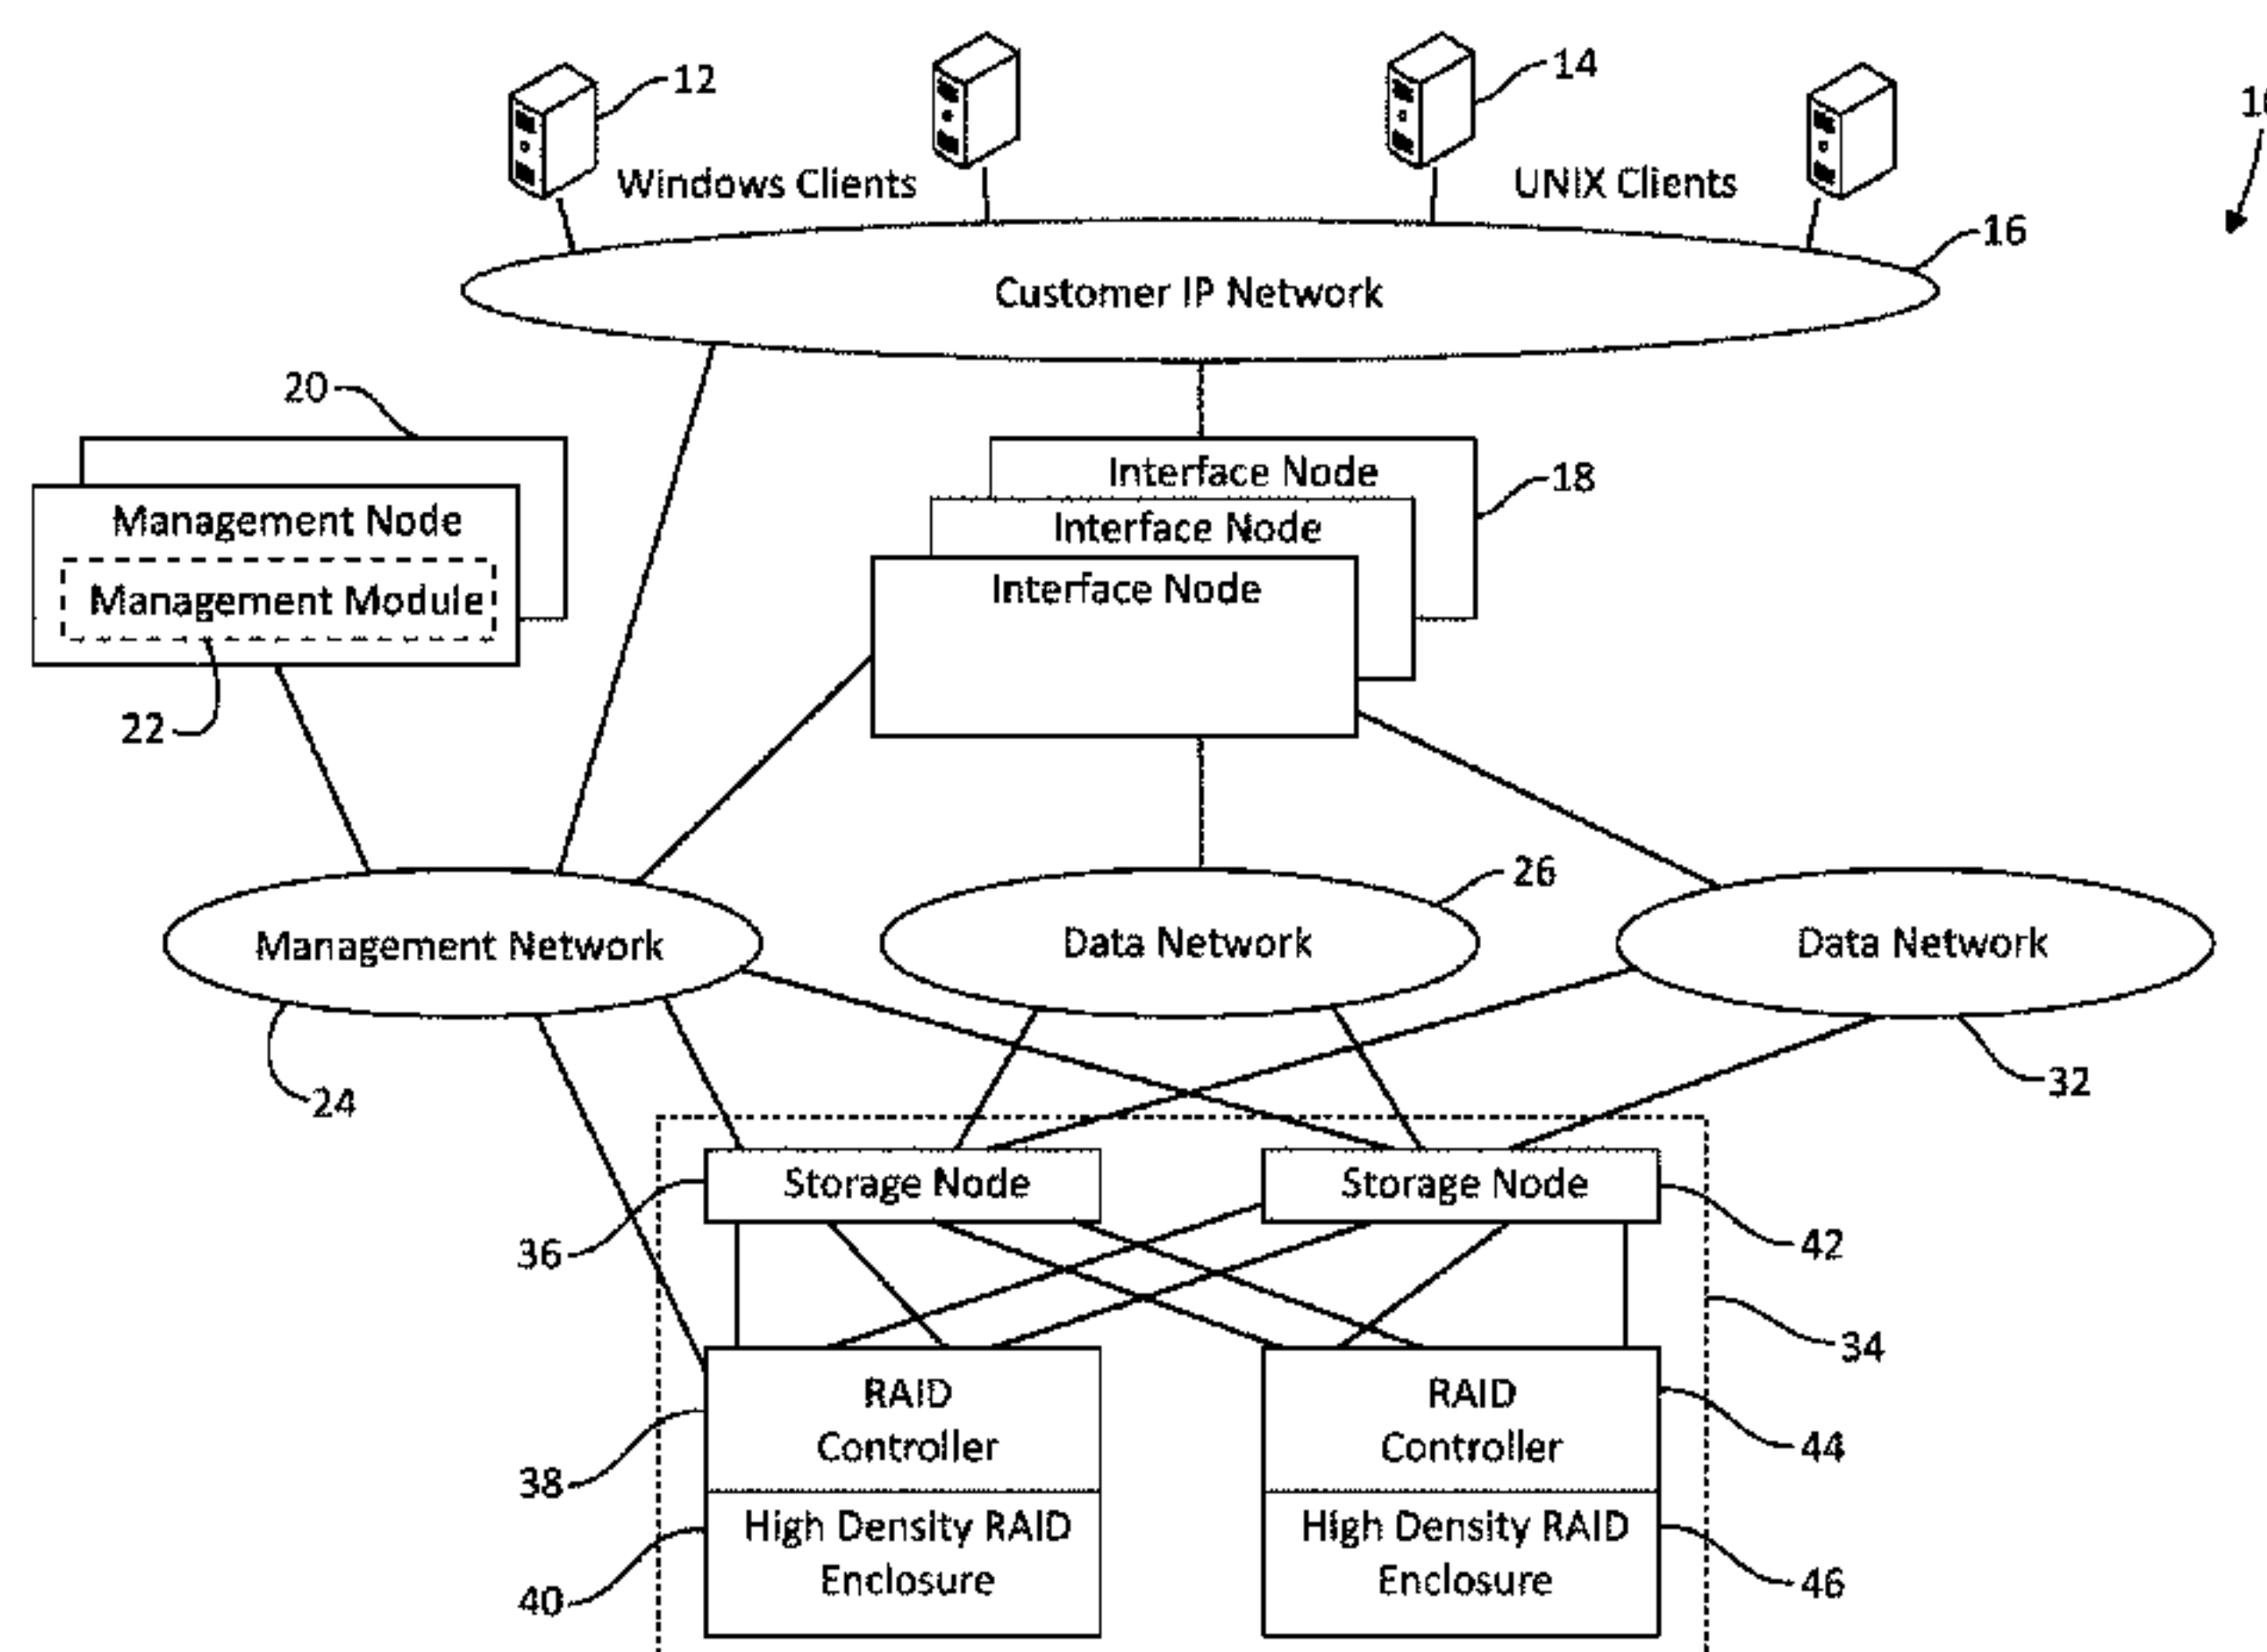 12
14
10
Windows Clients
UNIX Clients
16
Customer IP Network
20
Interface Node
18
Management Node
Interface Node
Management Module
Interface Node
22
26
Management Network
Data Network
Data Network
24
32
Storage Node
Storage Node
36
42
34
RAID
Controller
RAID
Controller
38
44
High Density RAID
Enclosure
High Density RAID
Enclosure
40
46